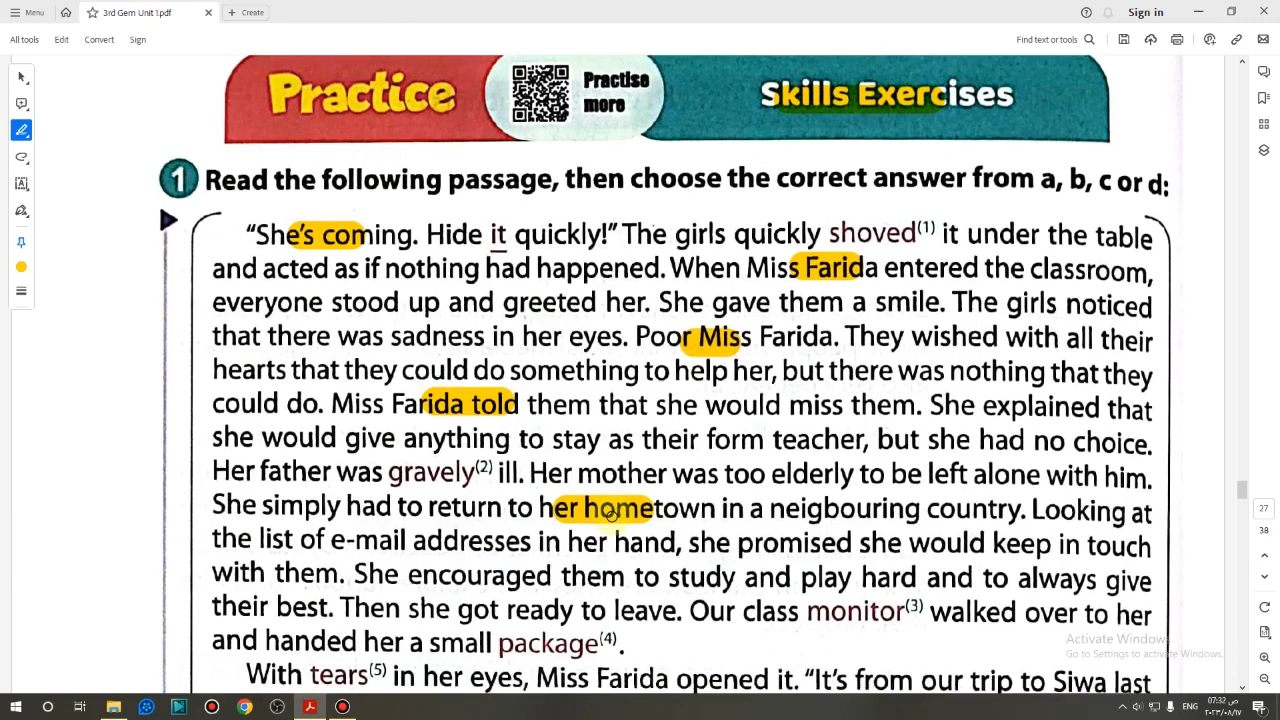 Menu
3rd Gem Unit 1.pdf
Create
Sign in
All tools
Edit
Convert
Sign
Find text or tools
Practice
Practise
more
Skills Exercises
1 Read the following passage, then choose the correct answer from a, b, c or d:
“She's coming. Hide it quickly!” The girls quickly shoved(1) it under the table
and acted as if nothing had happened. When Miss Farida entered the classroom,
everyone stood up and greeted her. She gave them a smile. The girls noticed
that there was sadness in her eyes. Poor Miss Farida. They wished with all their
hearts that they could do something to help her, but there was nothing that they
could do. Miss Farida told them that she would miss them. She explained that
she would give anything to stay as their form teacher, but she had no choice.
Her father was gravely(2) ill. Her mother was too elderly to be left alone with him.
She simply had to return to her hometown in a neigbouring country. Looking at
the list of e-mail addresses in her hand, she promised she would keep in touch
with them. She encouraged them to study and play hard and to always give
their best. Then she got ready to leave. Our class monitor(3) walked over to her
and handed her a small package(4).
With tears(5) in her eyes, Miss Farida opened it. “It's from our trip to Siwa last
27
38
Activate Windows
Go to Settings to activate Windows.
ENG
07:32 ص
٢٠٢٣/٠٨/١٧